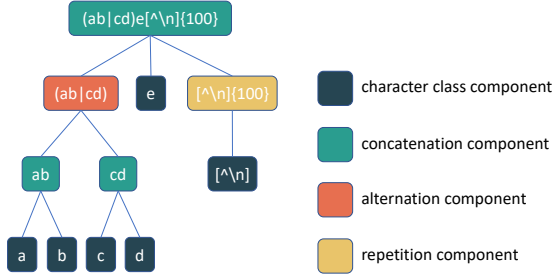 (ab|cd)e[^\n]{100}
(ab|cd)
e
[^\n]{100}
ab
cd
[^\n]
a
b
c
d
character class component
concatenation component
alternation component
repetition component